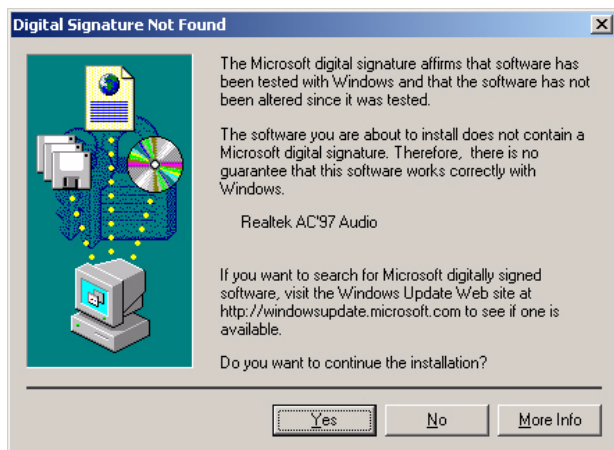 Digital Signature Not Found
The Microsoft digital signature affirms that software has
been tested with Windows and that the software has not
been altered since it was tested.
The software you are about to install does not contain a
Microsoft digital signature. Therefore,  there is no
guarantee that this software works correctly with
Windows.
Realtek AC'97 Audio
If you want to search for Microsoft digitally signed
software, visit the Windows Update Web site at
http://windowsupdate.microsoft.com to see if one is
available.
Do you want to continue the installation?
Yes No More Info